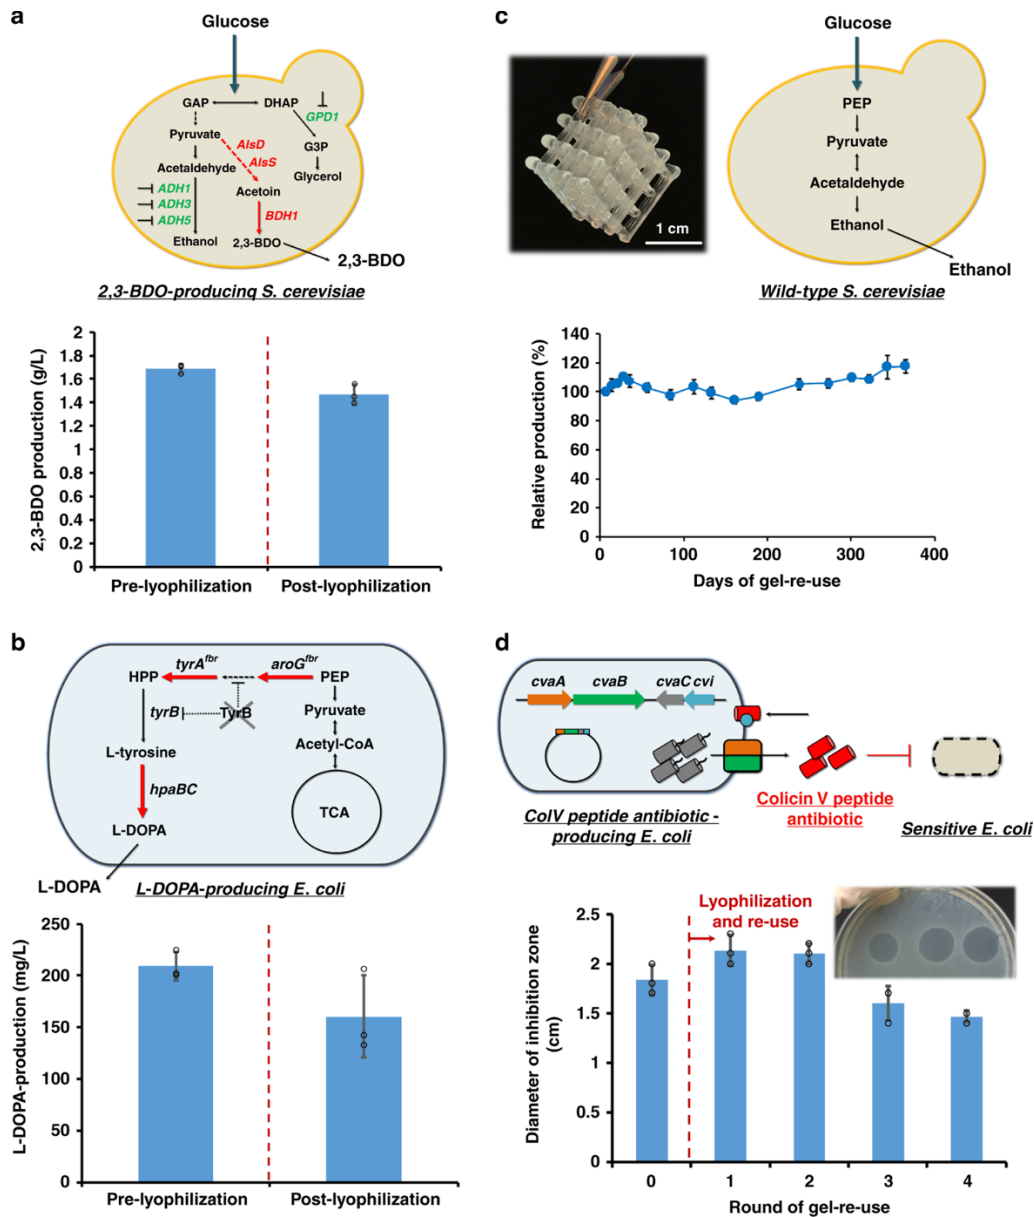 a
Glucose
GAP
DHAP
GPD1
Pyruvate
AlsD
G3P
AlsS
Acetaldehyde
Glycerol
Acetoin
ADH1
ADH3
BDH1
ADH5
Ethanol
2,3-BDO
2,3-BDO
2,3-BDO-producing S. cerevisiae
2,3-BDO production (g/L)
2
1.8
1.6
1.4
1.2
1
0.8
0.6
0.4
0.2
0
Pre-lyophilization
Post-lyophilization
c
1 cm
Glucose
PEP
Pyruvate
Acetaldehyde
Ethanol
Ethanol
Wild-type S. cerevisiae
Relative production (%)
140
120
100
80
60
40
20
0
0
100
200
300
400
Days of gel-re-use
b
HPP
tyrA^fbr
aroG^fbr
PEP
tyrB
TyrB
Pyruvate
L-tyrosine
Acetyl-CoA
hpaBC
TCA
L-DOPA
L-DOPA
L-DOPA-producing E. coli
L-DOPA-production (mg/L)
250
200
150
100
50
0
Pre-lyophilization
Post-lyophilization
d
cvaA
cvaB
cvaC cvi
ColV peptide antibiotic -
producing E. coli
Colicin V peptide
antibiotic
Sensitive E. coli
Lyophilization
and re-use
Diameter of inhibition zone
(cm)
2.5
2
1.5
1
0.5
0
0
1
2
3
4
Round of gel-re-use